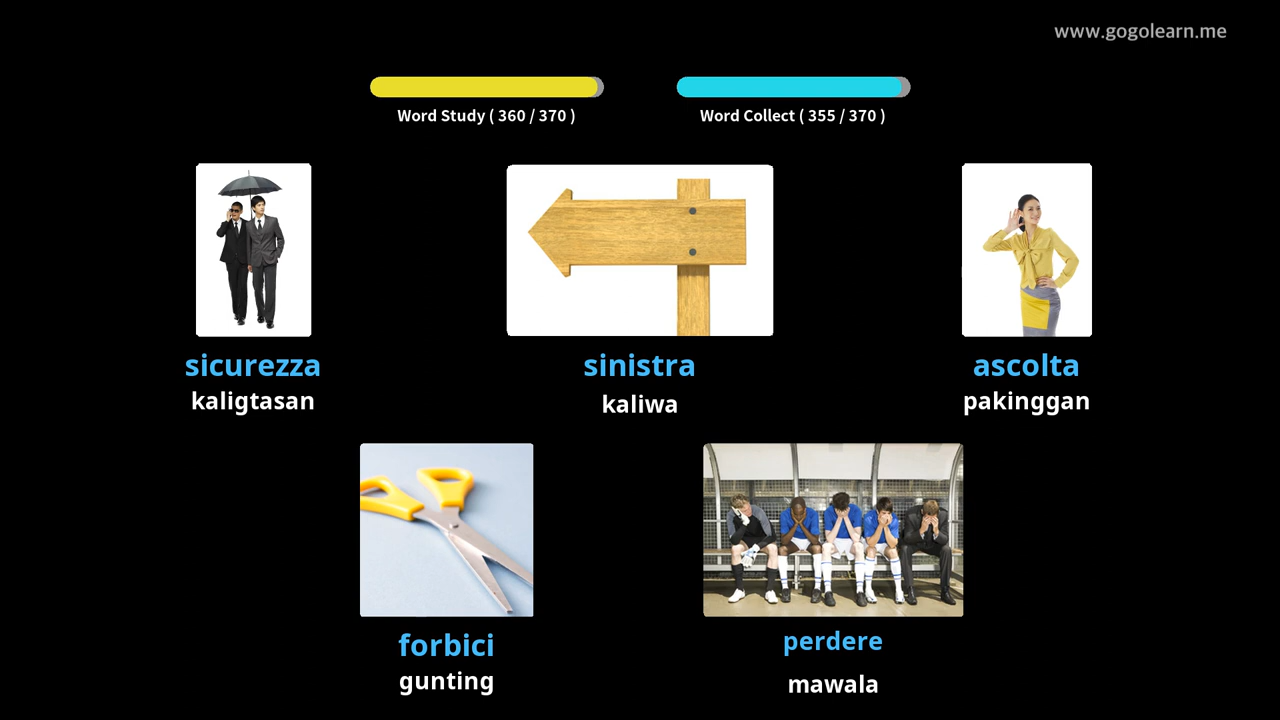 www.gogolearn.me
Word Study ( 360 / 370 )
Word Collect ( 355 / 370 )
sicurezza
kaligtasan
sinistra
kaliwa
ascolta
pakinggan
forbici
gunting
perdere
mawala